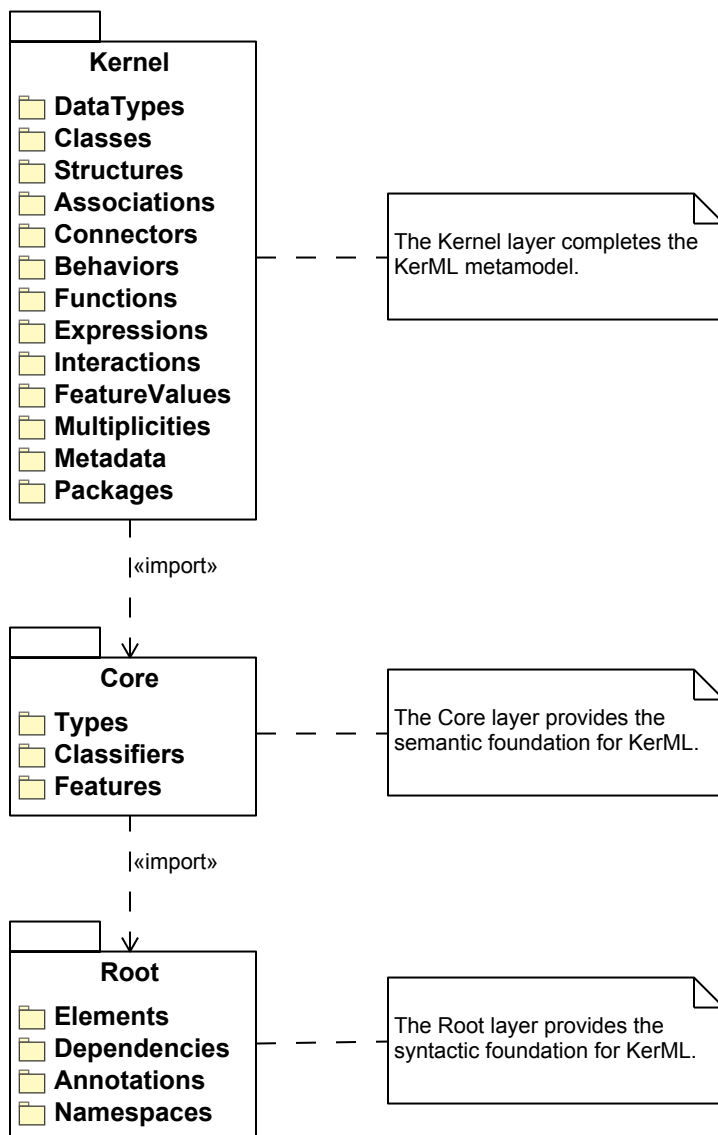 Kernel
DataTypes
Classes
Structures
Associations
Connectors
Behaviors
Functions
Expressions
Interactions
FeatureValues
Multiplicities
Metadata
Packages
The Kernel layer completes the
KerML metamodel.
«import»
Core
Types
Classifiers
Features
The Core layer provides the
semantic foundation for KerML.
«import»
Root
Elements
Dependencies
Annotations
Namespaces
The Root layer provides the
syntactic foundation for KerML.